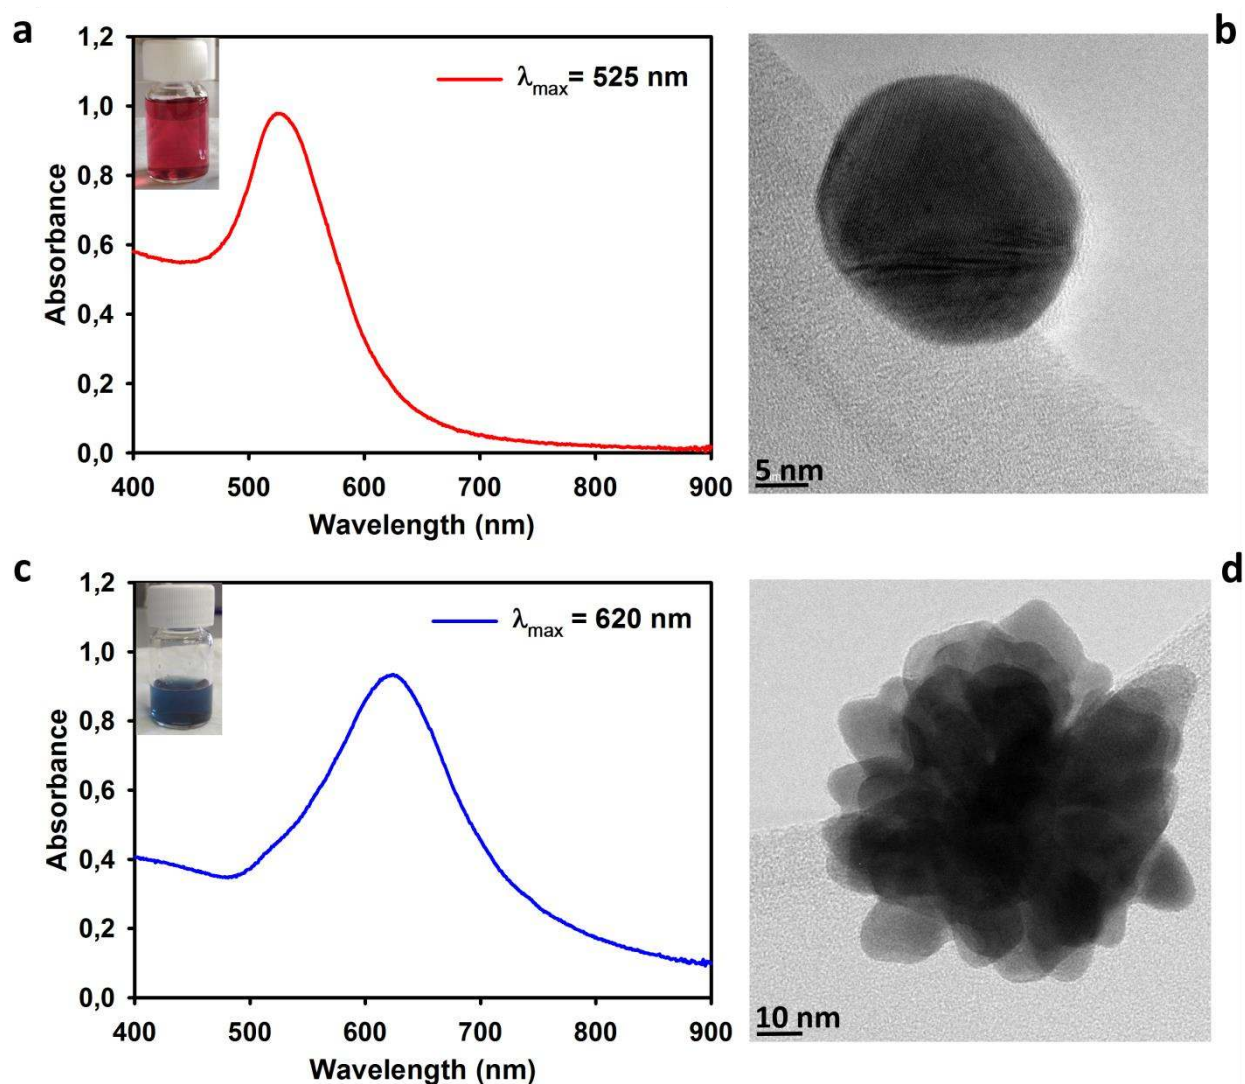 a
b
1,2
1,0
0,8
0,6
0,4
0,2
0,0
Absorbance
λmax= 525 nm
400 500 600 700 800 900
Wavelength (nm)
5 nm
c
d
1,2
1,0
0,8
0,6
0,4
0,2
0,0
Absorbance
λmax = 620 nm
400 500 600 700 800 900
Wavelength (nm)
10 nm